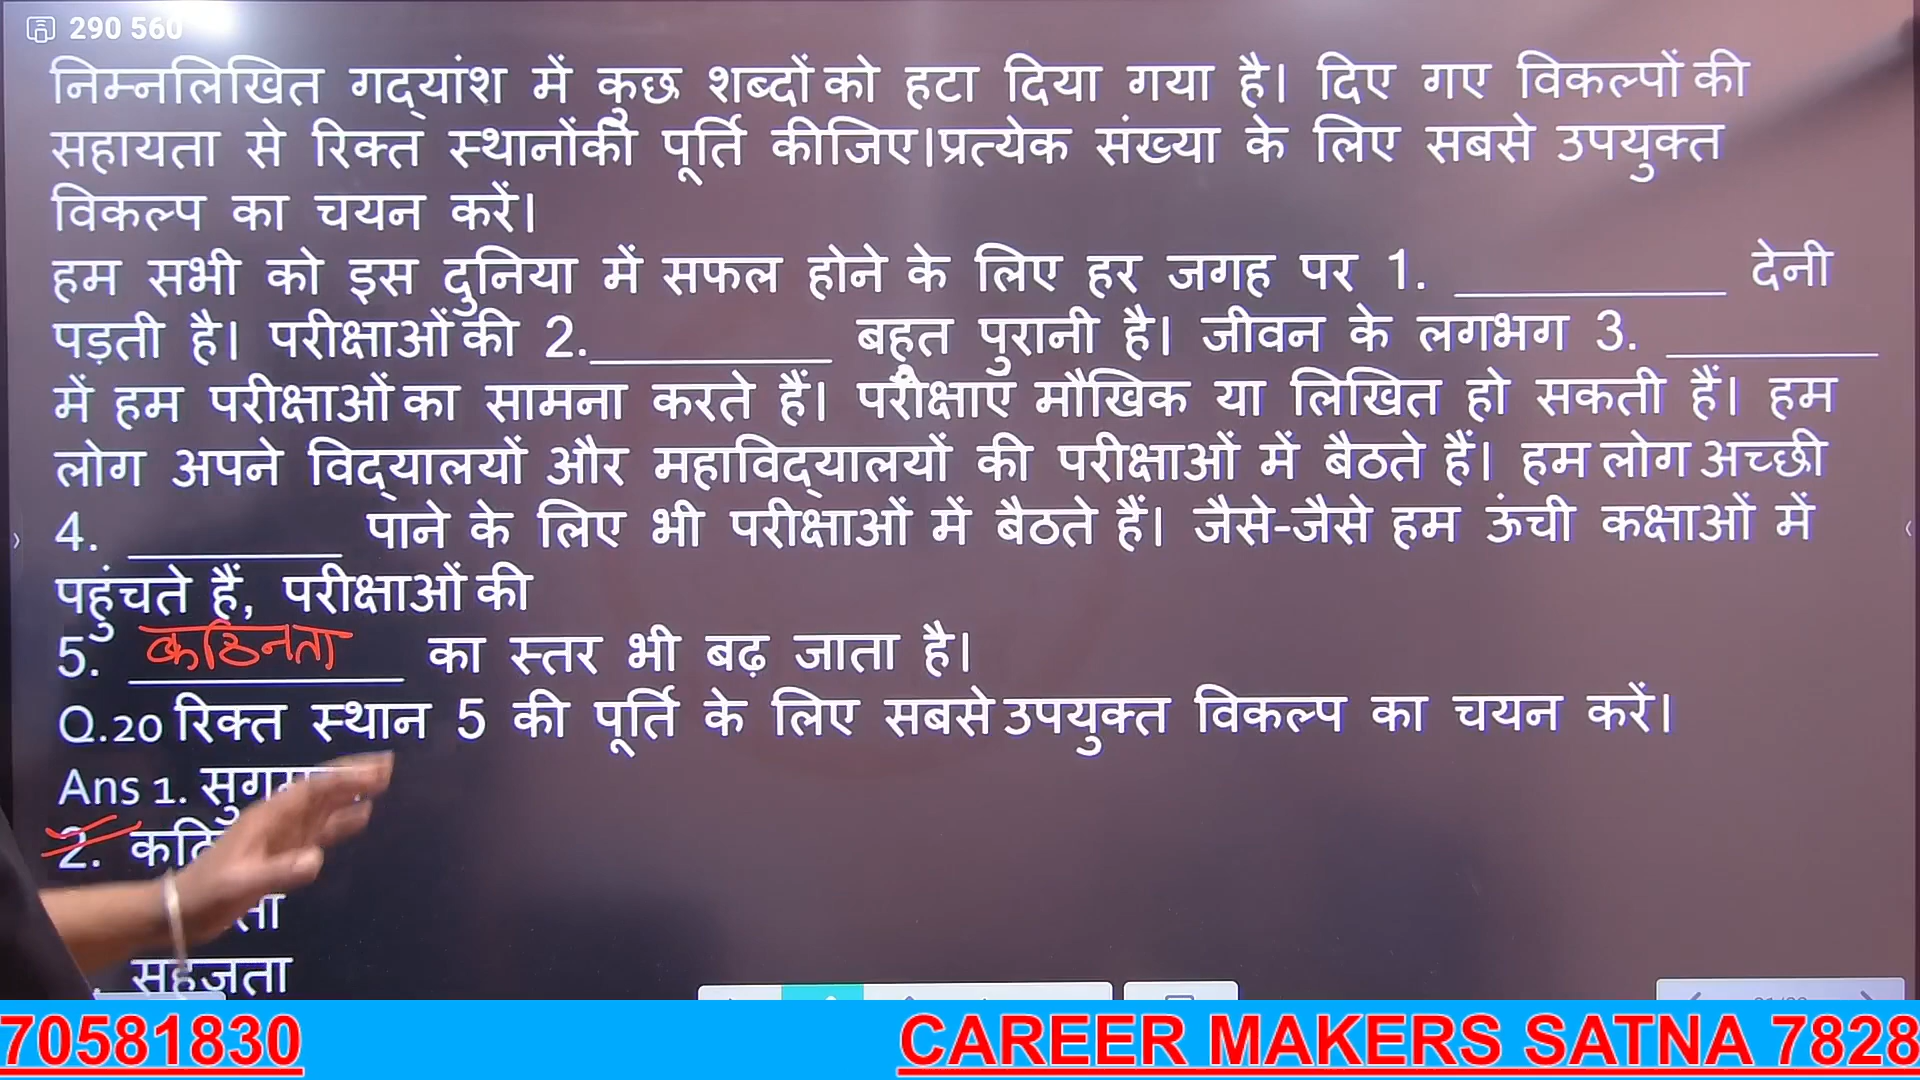 290 560
निम्नलिखित गद्यांश में कुछ शब्दों को हटा दिया गया है। दिए गए विकल्पों की
सहायता से रिक्त स्थानोंकी पूर्ति कीजिए।प्रत्येक संख्या के लिए सबसे उपयुक्त
विकल्प का चयन करें।
हम सभी को इस दुनिया में सफल होने के लिए हर जगह पर 1. __________ देनी
पड़ती है। परीक्षाओं की 2._________ बहुत पुरानी है। जीवन के लगभग 3. ________
में हम परीक्षाओं का सामना करते हैं। परीक्षाएं मौखिक या लिखित हो सकती हैं। हम
लोग अपने विद्यालयों और महाविद्यालयों की परीक्षाओं में बैठते हैं। हम लोग अच्छी
4. ________ पाने के लिए भी परीक्षाओं में बैठते हैं। जैसे-जैसे हम ऊंची कक्षाओं में
पहुंचते हैं, परीक्षाओं की
5. कठिनता का स्तर भी बढ़ जाता है।
Q.20 रिक्त स्थान 5 की पूर्ति के लिए सबसे उपयुक्त विकल्प का चयन करें।
Ans 1.
2.
सहजता
70581830
CAREER MAKERS SATNA 7828